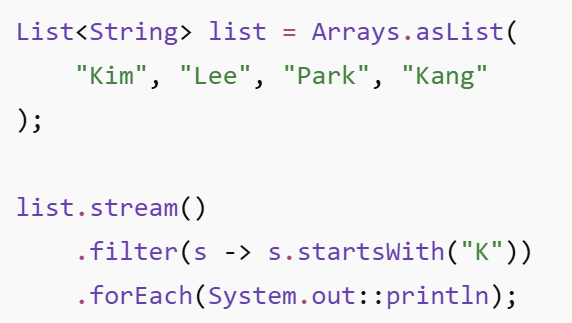 List<String> list = Arrays.asList(
    "Kim", "Lee", "Park", "Kang"
);

list.stream()
    .filter(s -> s.startsWith("K"))
    .forEach(System.out::println);